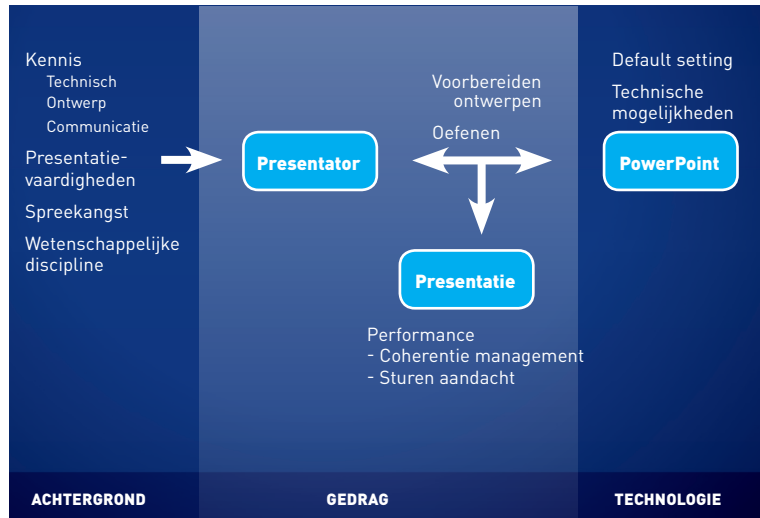 Kennis
Technisch
Ontwerp
Communicatie
Presentatie-
vaardigheden
Spreekangst
Wetenschappelijke
discipline
Presentator
Voorbereiden
ontwerpen
Oefenen
Presentatie
Performance
- Coherentie management
- Sturen aandacht
Default setting
Technische
mogelijkheden
PowerPoint
ACHTERGROND
GEDRAG
TECHNOLOGIE